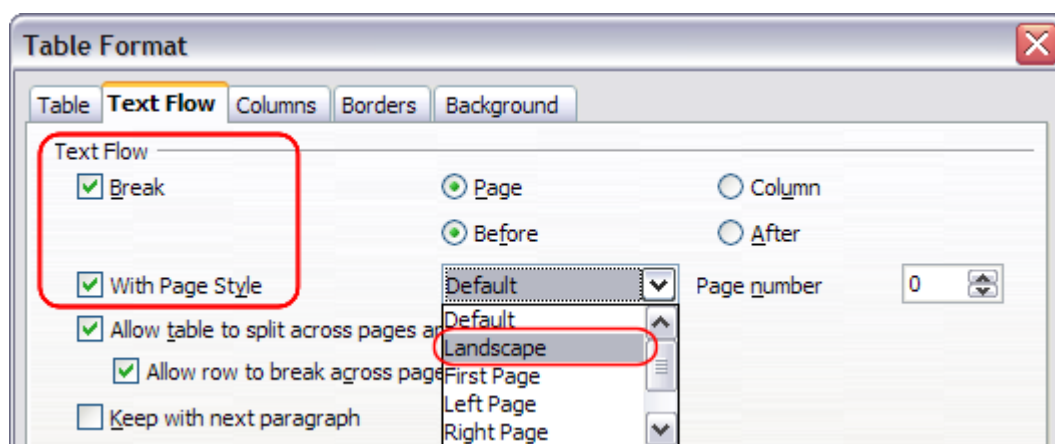 Table Format
Table Text Flow Columns Borders Background
Text Flow
Break Page Column
Before After
With Page Style Default Page number 0
Default
Allow table to split across pages
Landscape
Allow row to break across
First Page
Left Page
Keep with next paragraph
Right Page